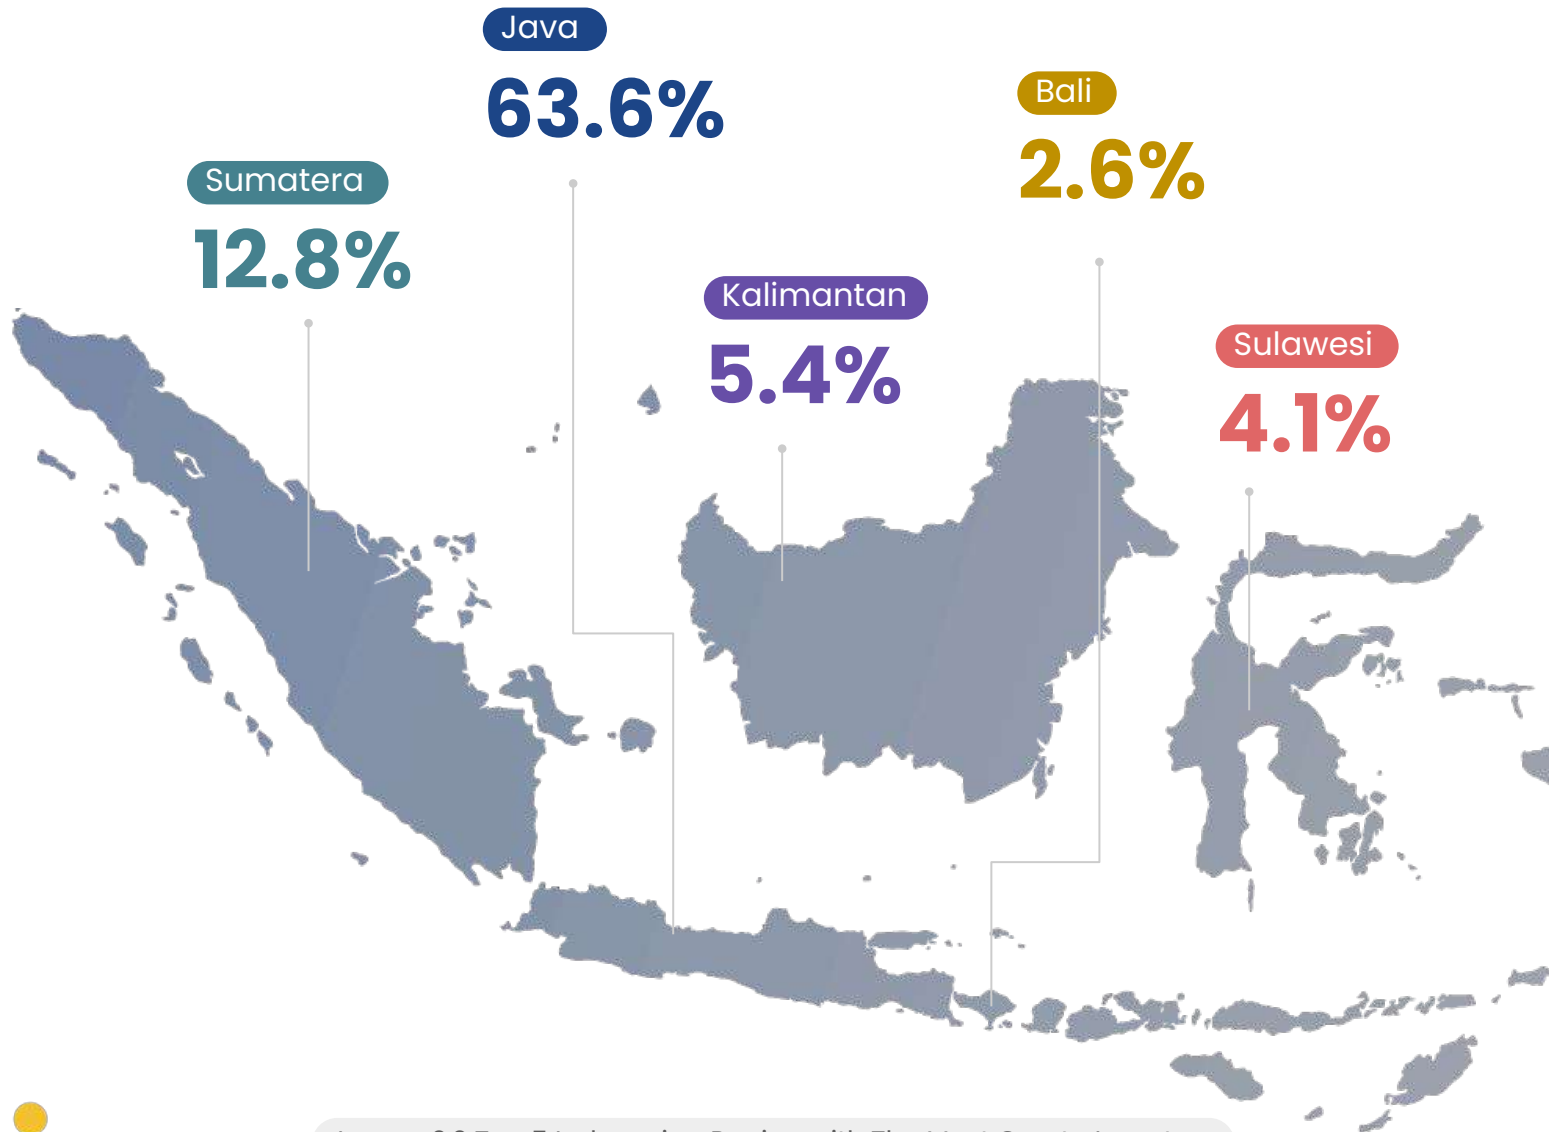 Java
63.6%
Bali
2.6%
Sumatera
12.8%
Kalimantan
5.4%
Sulawesi
4.1%